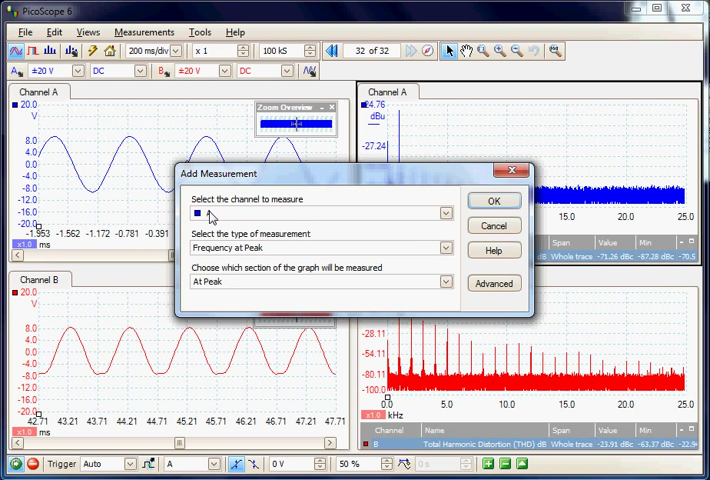 PicoScope 6
File Edit Views Measurements Tools Help
200 ms/div x 1 100 kS 32 of 32
A ±20 V DC B ±20 V DC
Channel A
20.0
V
8.0
4.0
0.0
-4.0
-8.0
-12.0
-16.0
-1.953 -1.562 -1.172 -0.781 -0.391
x1.0 ms
Zoom Overview
Channel A
24.76
dBu
-27.24
15.0 20.0 25.0
Span Value Min
dB Whole trace -71.26 dBc -87.28 dBc -70.5
Add Measurement
Select the channel to measure
A
Select the type of measurement
Frequency at Peak
Choose which section of the graph will be measured
At Peak
OK
Cancel
Help
Advanced
Channel B
20.0
V
12.0
8.0
4.0
0.0
-4.0
-8.0
-12.0
-16.0
-20.0
42.71 43.21 43.71 44.21 44.71 45.21 45.71 46.21 46.71 47.21 47.71
x1.0 ms
-28.11
-54.11
-80.11
-100.0
0.0 5.0 10.0 15.0 20.0 25.0
x1.0 kHz
Channel Name Span Value Min
B Total Harmonic Distortion (THD) dB Whole trace -23.91 dBc -63.37 dBc -22.9
Trigger Auto A 0 V 50 % 0 s